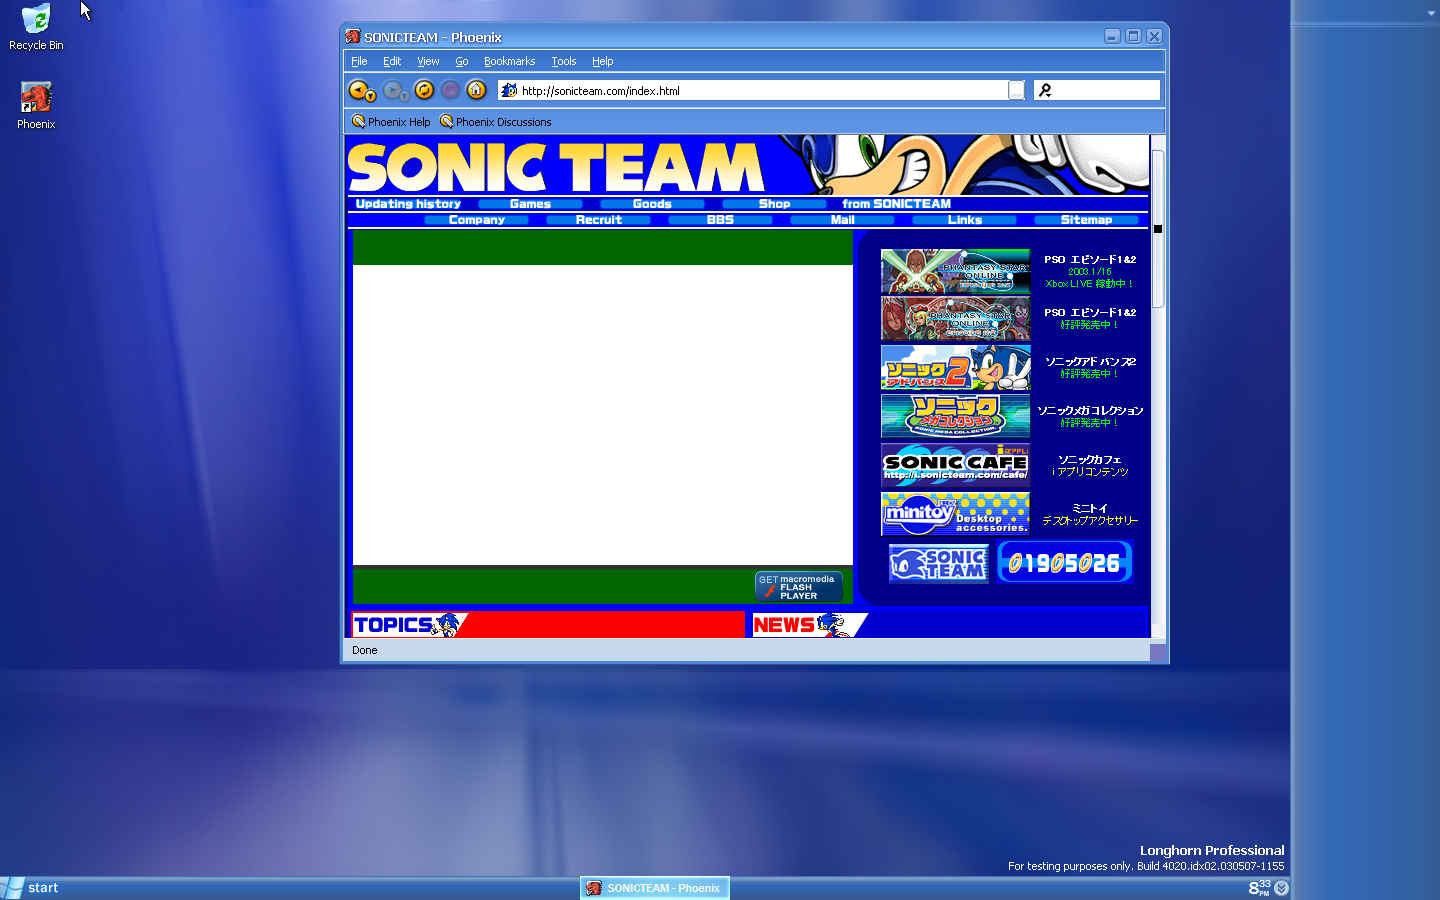 Recycle Bin
Phoenix
SONICTEAM - Phoenix
File Edit View Go Bookmarks Tools Help
http://sonicteam.com/index.html
Phoenix Help Phoenix Discussions
SONIC TEAM
Updating history Games Goods Shop from SONICTEAM
Company Recruit BBS Mail Links Sitemap
PHANTASY STAR
ONLINE
PSO エピソード1&2
2003.1/16
Xbox LIVE 稼動中！
PHANTASY STAR
ONLINE
PSO エピソード1&2
好評発売中！
ソニック
アドバンス2
ソニックアドバンス2
好評発売中！
ソニック
メガコレクション
SONIC MEGA COLLECTION
ソニックメガコレクション
好評発売中！
iアプリ
SONIC CAFE
http://i.sonicteam.com/cafe/
ソニックカフェ
iアプリコンテンツ
minitoy
Desktop
accessories.
ミニトイ
デスクトップアクセサリー
SONIC
TEAM
01905026
GET macromedia
FLASH
PLAYER
TOPICS
NEWS
Done
Longhorn Professional
For testing purposes only. Build 4020.idx02.030507-1155
start
SONICTEAM - Phoenix
8 33 PM